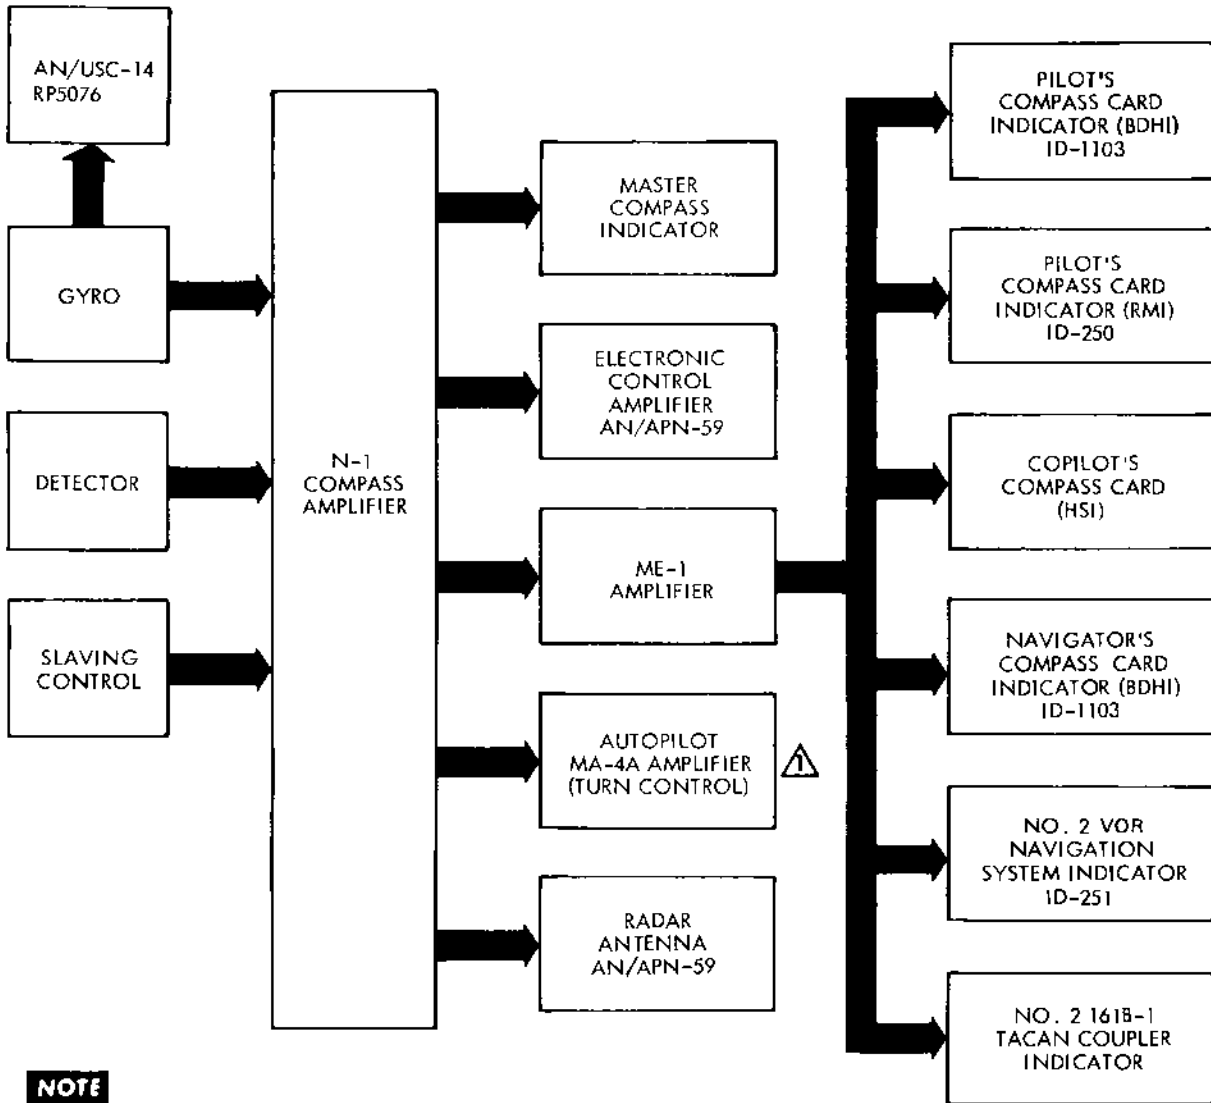 AN/USC-14
RP5076
GYRO
DETECTOR
SLAVING
CONTROL
N-1
COMPASS
AMPLIFIER
MASTER
COMPASS
INDICATOR
ELECTRONIC
CONTROL
AMPLIFIER
AN/APN-59
ME-1
AMPLIFIER
AUTOPILOT
MA-4A AMPLIFIER
(TURN CONTROL)
1
RADAR
ANTENNA
AN/APN-59
PILOT'S
COMPASS CARD
INDICATOR (BDHI)
ID-1103
PILOT'S
COMPASS CARD
INDICATOR (RMI)
ID-250
COPILOT'S
COMPASS CARD
(HSI)
NAVIGATOR'S
COMPASS CARD
INDICATOR (BDHI)
ID-1103
NO. 2 VOR
NAVIGATION
SYSTEM INDICATOR
ID-251
NO. 2 161B-1
TACAN COUPLER
INDICATOR
NOTE